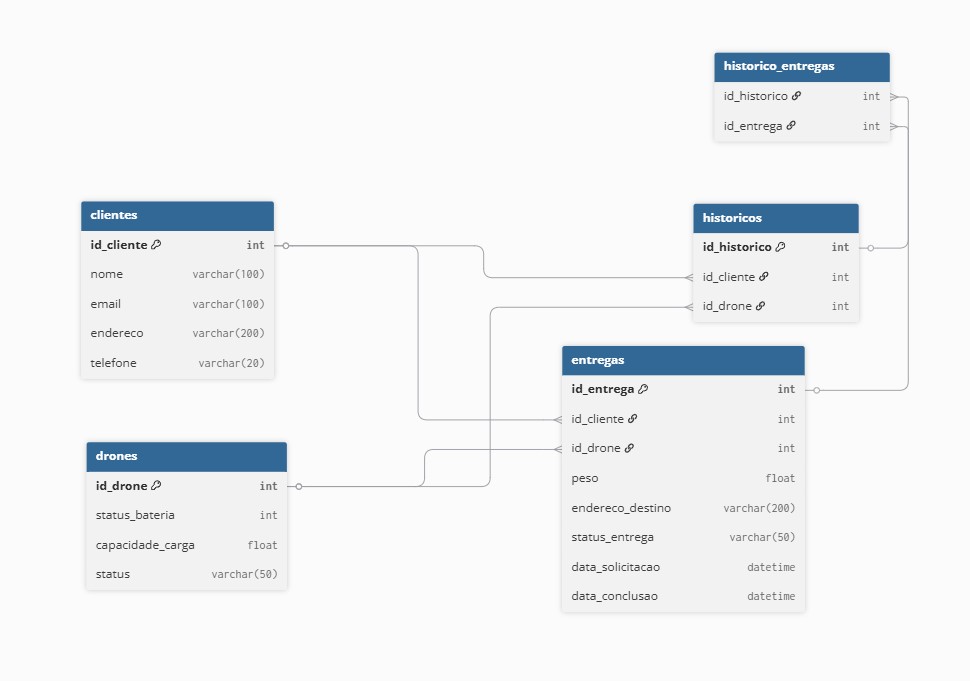 historico_entregas
id_historico int
id_entrega int
clientes
id_cliente int
nome varchar(100)
email varchar(100)
endereco varchar(200)
telefone varchar(20)
historicos
id_historico int
id_cliente int
id_drone int
entregas
id_entrega int
id_cliente int
id_drone int
peso float
endereco_destino varchar(200)
status_entrega varchar(50)
data_solicitacao datetime
data_conclusao datetime
drones
id_drone int
status_bateria int
capacidade_carga float
status varchar(50)